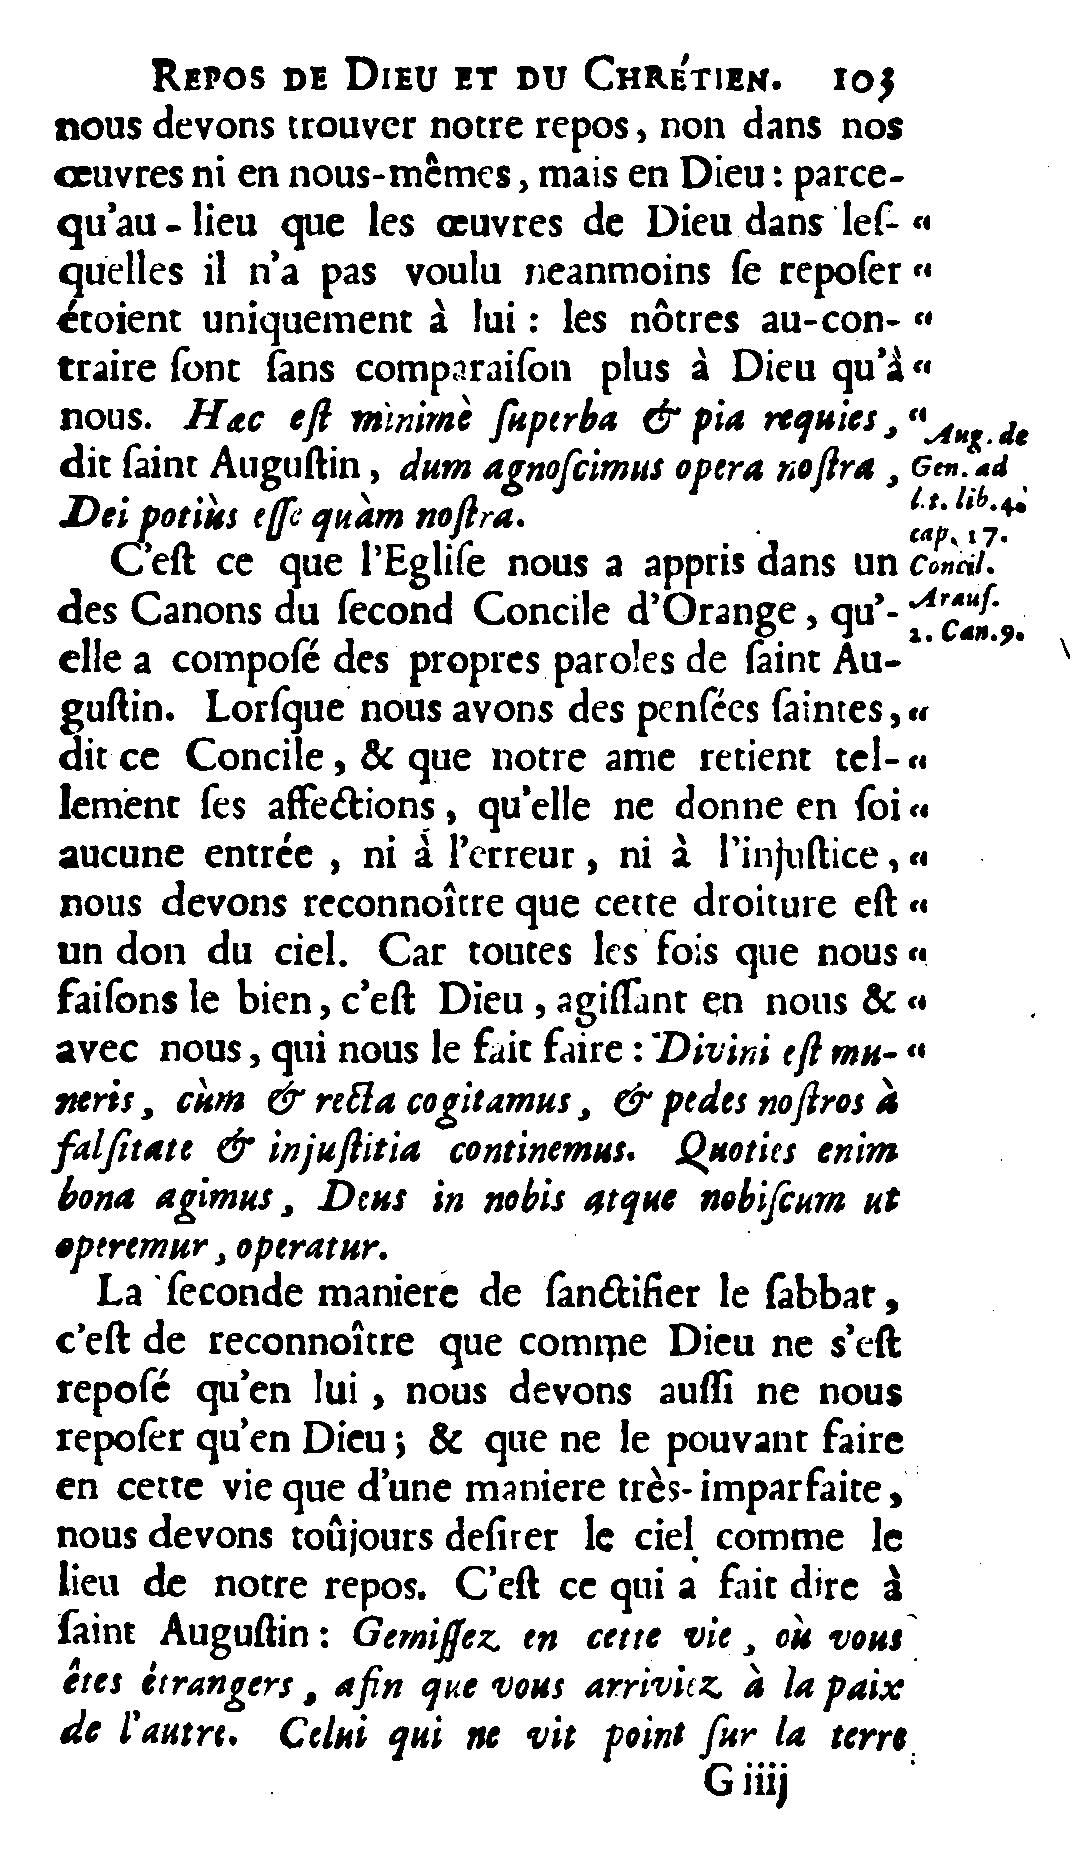 REPOS DE DIEU ET DU CHRÉTIEN. 103
nous devons trouver notre repos, non dans nos
œuvres ni en nous-mêmes, mais en Dieu : parce-
qu'au-lieu que les œuvres de Dieu dans leſ- “
quelles il n'a pas voulu neanmoins ſe repoſer “
étoient uniquement à lui : les nôtres au-con- “
traire ſont ſans comparaiſon plus à Dieu qu'à “
nous. Hæc eſt minimè ſuperba & pia requies, “
dit ſaint Auguſtin, dum agnoſcimus opera noſtra,
Dei potiùs eſſe quàm noſtra.
Aug. de
Gen. ad
l.t. lib. 4.
cap. 17.
C'eſt ce que l'Egliſe nous a appris dans un
des Canons du ſecond Concile d'Orange, qu'-
elle a compoſé des propres paroles de ſaint Au-
Concil.
Arauſ.
2. Can. 9.
guſtin. Lorſque nous avons des penſées ſaintes, “
dit ce Concile, & que notre ame retient tel- “
lement ſes affections, qu'elle ne donne en ſoi “
aucune entrée, ni à l'erreur, ni à l'injuſtice, “
nous devons reconnoître que cette droiture eſt “
un don du ciel. Car toutes les fois que nous “
faiſons le bien, c'eſt Dieu, agiſſant en nous & “
avec nous, qui nous le fait faire : Divini eſt mu- “
neris, cùm & recta cogitamus, & pedes noſtros à
falſitate & injuſtitia continemus. Quoties enim
bona agimus, Deus in nobis atque nobiſcum ut
operemur, operatur.
La ſeconde maniere de ſanctifier le ſabbat,
c'eſt de reconnoître que comme Dieu ne s'eſt
repoſé qu'en lui, nous devons auſſi ne nous
repoſer qu'en Dieu ; & que ne le pouvant faire
en cette vie que d'une maniere très-imparfaite,
nous devons toûjours deſirer le ciel comme le
lieu de notre repos. C'eſt ce qui a fait dire à
ſaint Auguſtin : Gemiſſez en cette vie, où vous
êtes étrangers, afin que vous arriviez à la paix
de l'autre. Celui qui ne vit point ſur la terre
G iiij